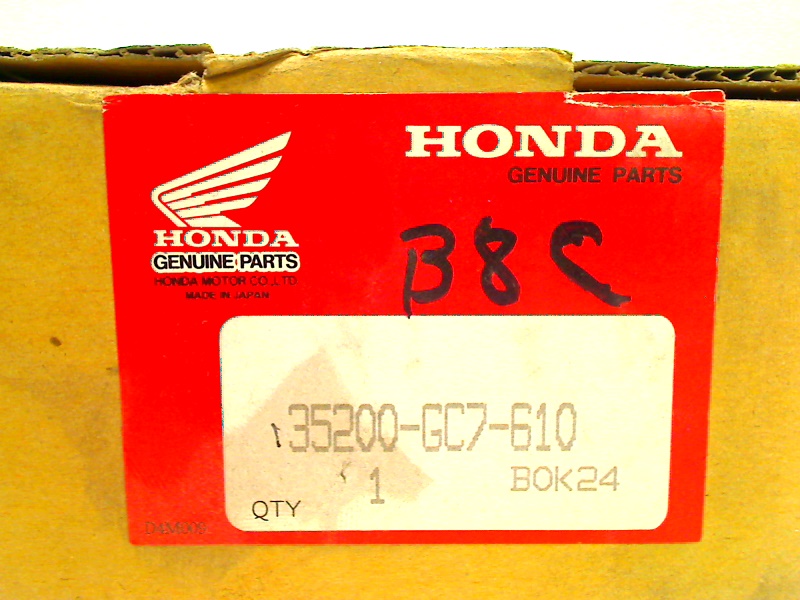 HONDA
GENUINE PARTS
HONDA
GENUINE PARTS
HONDA MOTOR CO., LTD.
MADE IN JAPAN
B8C
35200-GC7-610
1
BOK24
QTY